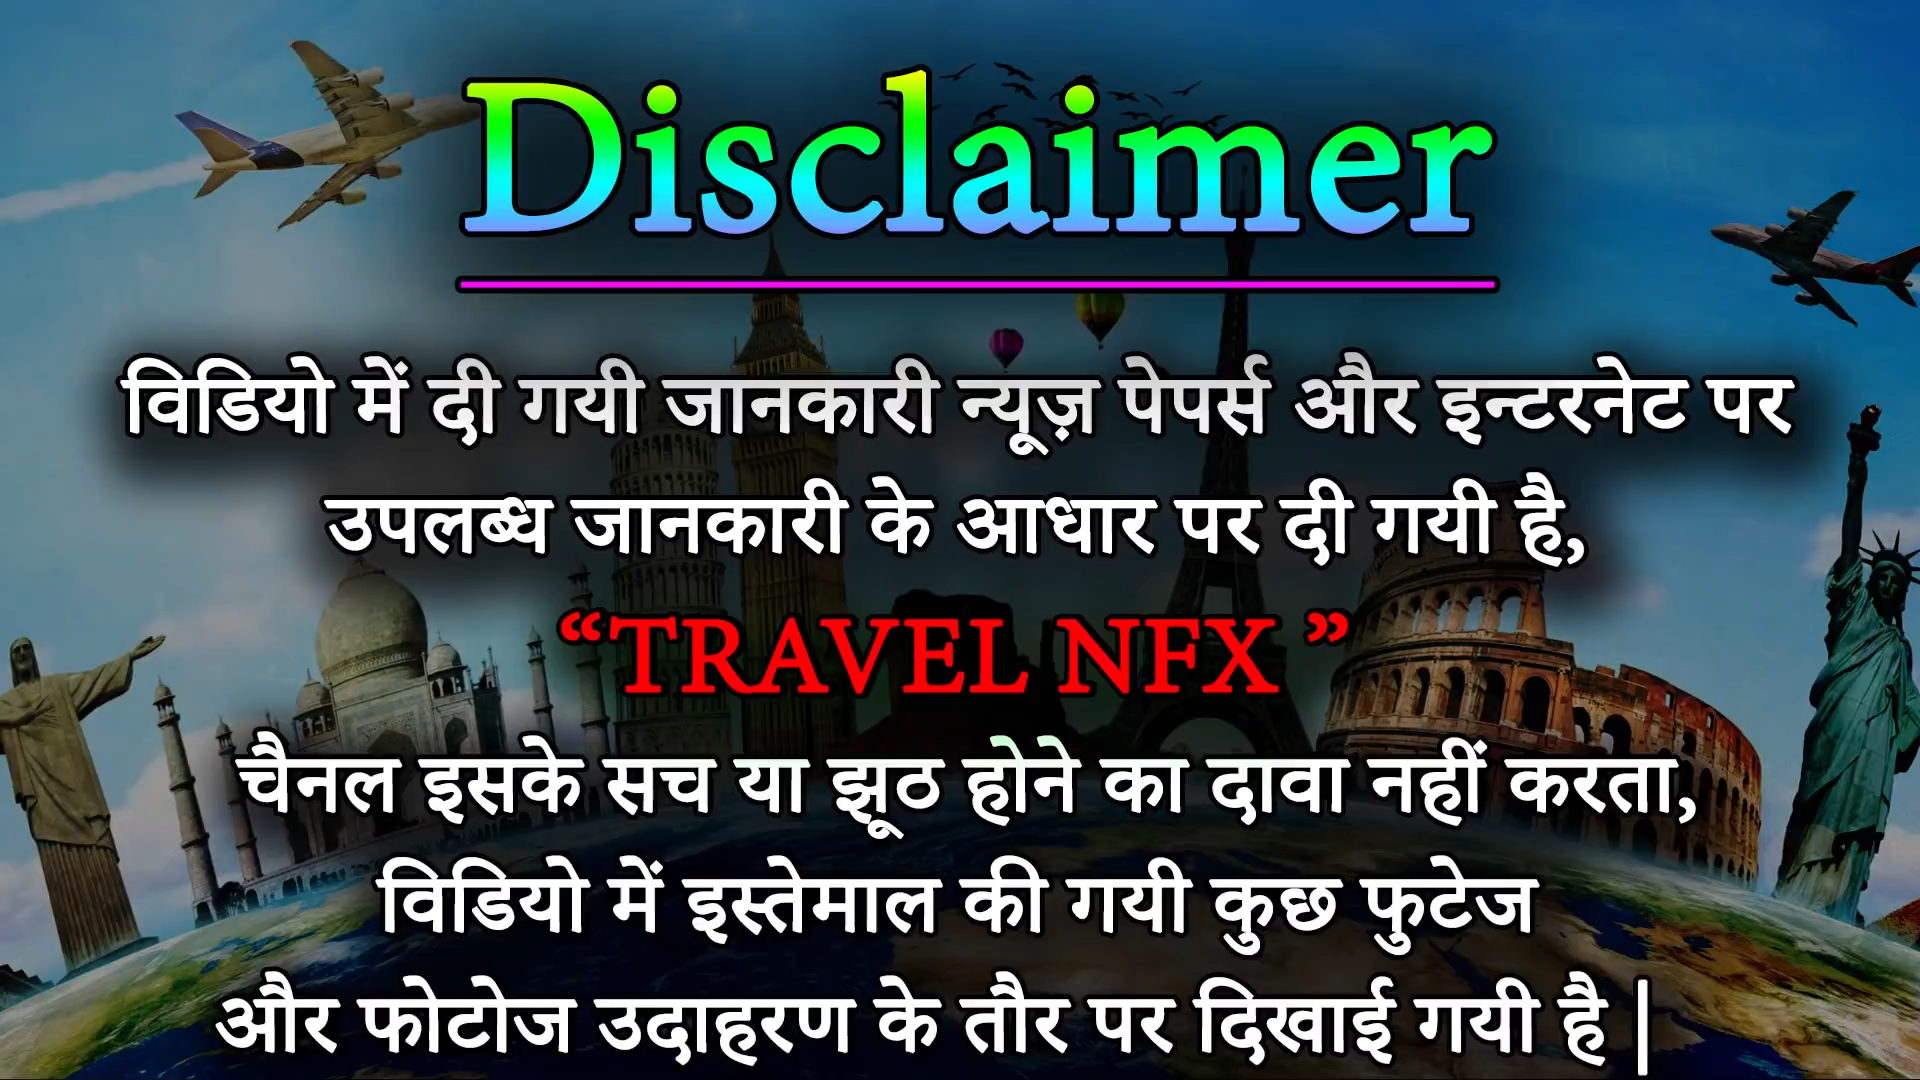 Disclaimer
विडियो में दी गयी जानकारी न्यूज़ पेपर्स और इन्टरनेट पर
उपलब्ध जानकारी के आधार पर दी गयी है,
“TRAVEL NFX ”
चैनल इसके सच या झूठ होने का दावा नहीं करता,
विडियो में इस्तेमाल की गयी कुछ फुटेज
और फोटोज उदाहरण के तौर पर दिखाई गयी है |